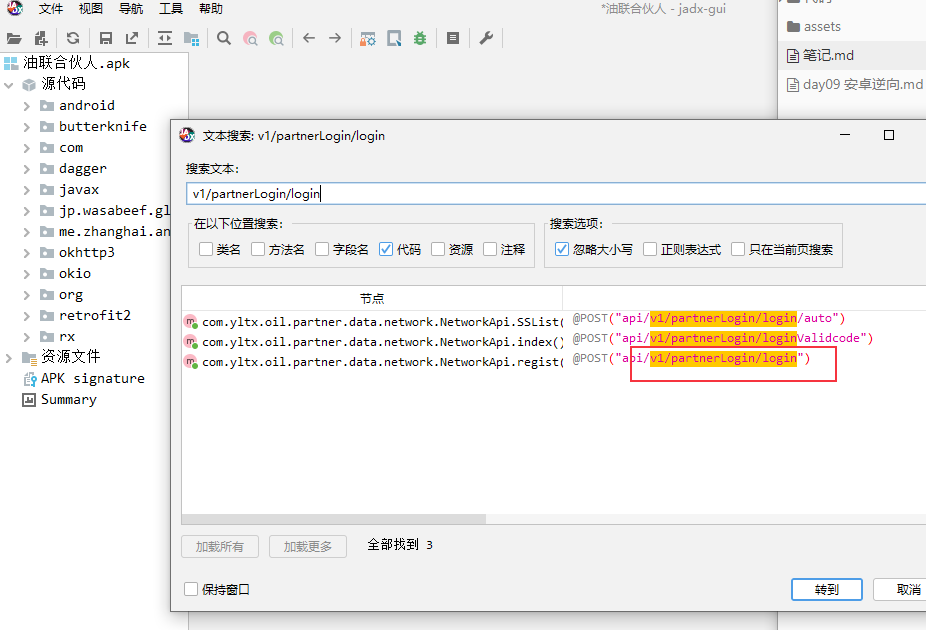 文件 视图 导航 工具 帮助
*油联合伙人 - jadx-gui
油联合伙人.apk
源代码
android
butterknife
com
dagger
javax
jp.wasabeef.gl
me.zhanghai.an
okhttp3
okio
org
retrofit2
rx
资源文件
APK signature
Summary
assets
笔记.md
day09 安卓逆向.md
文本搜索: v1/partnerLogin/login
搜索文本:
v1/partnerLogin/login
在以下位置搜索:
类名 方法名 字段名 代码 资源 注释
搜索选项:
忽略大小写 正则表达式 只在当前页搜索
节点
com.yltx.oil.partner.data.network.NetworkApi.SSList( @POST("api/v1/partnerLogin/login/auto")
com.yltx.oil.partner.data.network.NetworkApi.index() @POST("api/v1/partnerLogin/loginValidcode")
com.yltx.oil.partner.data.network.NetworkApi.regist( @POST("api/v1/partnerLogin/login")
加载所有 加载更多 全部找到 3
保持窗口
转到 取消